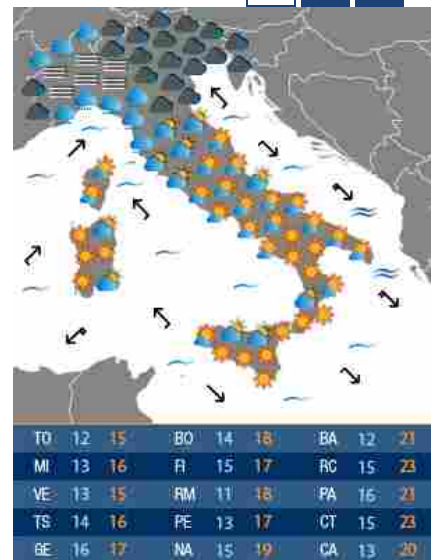 TO 12 15 BO 14 18 BA 12 23
MI 13 16 FI 15 17 RC 15 23
VE 13 15 RM 11 18 PA 16 23
TS 14 16 PE 13 17 CT 15 23
GE 16 17 NA 15 19 CA 13 20